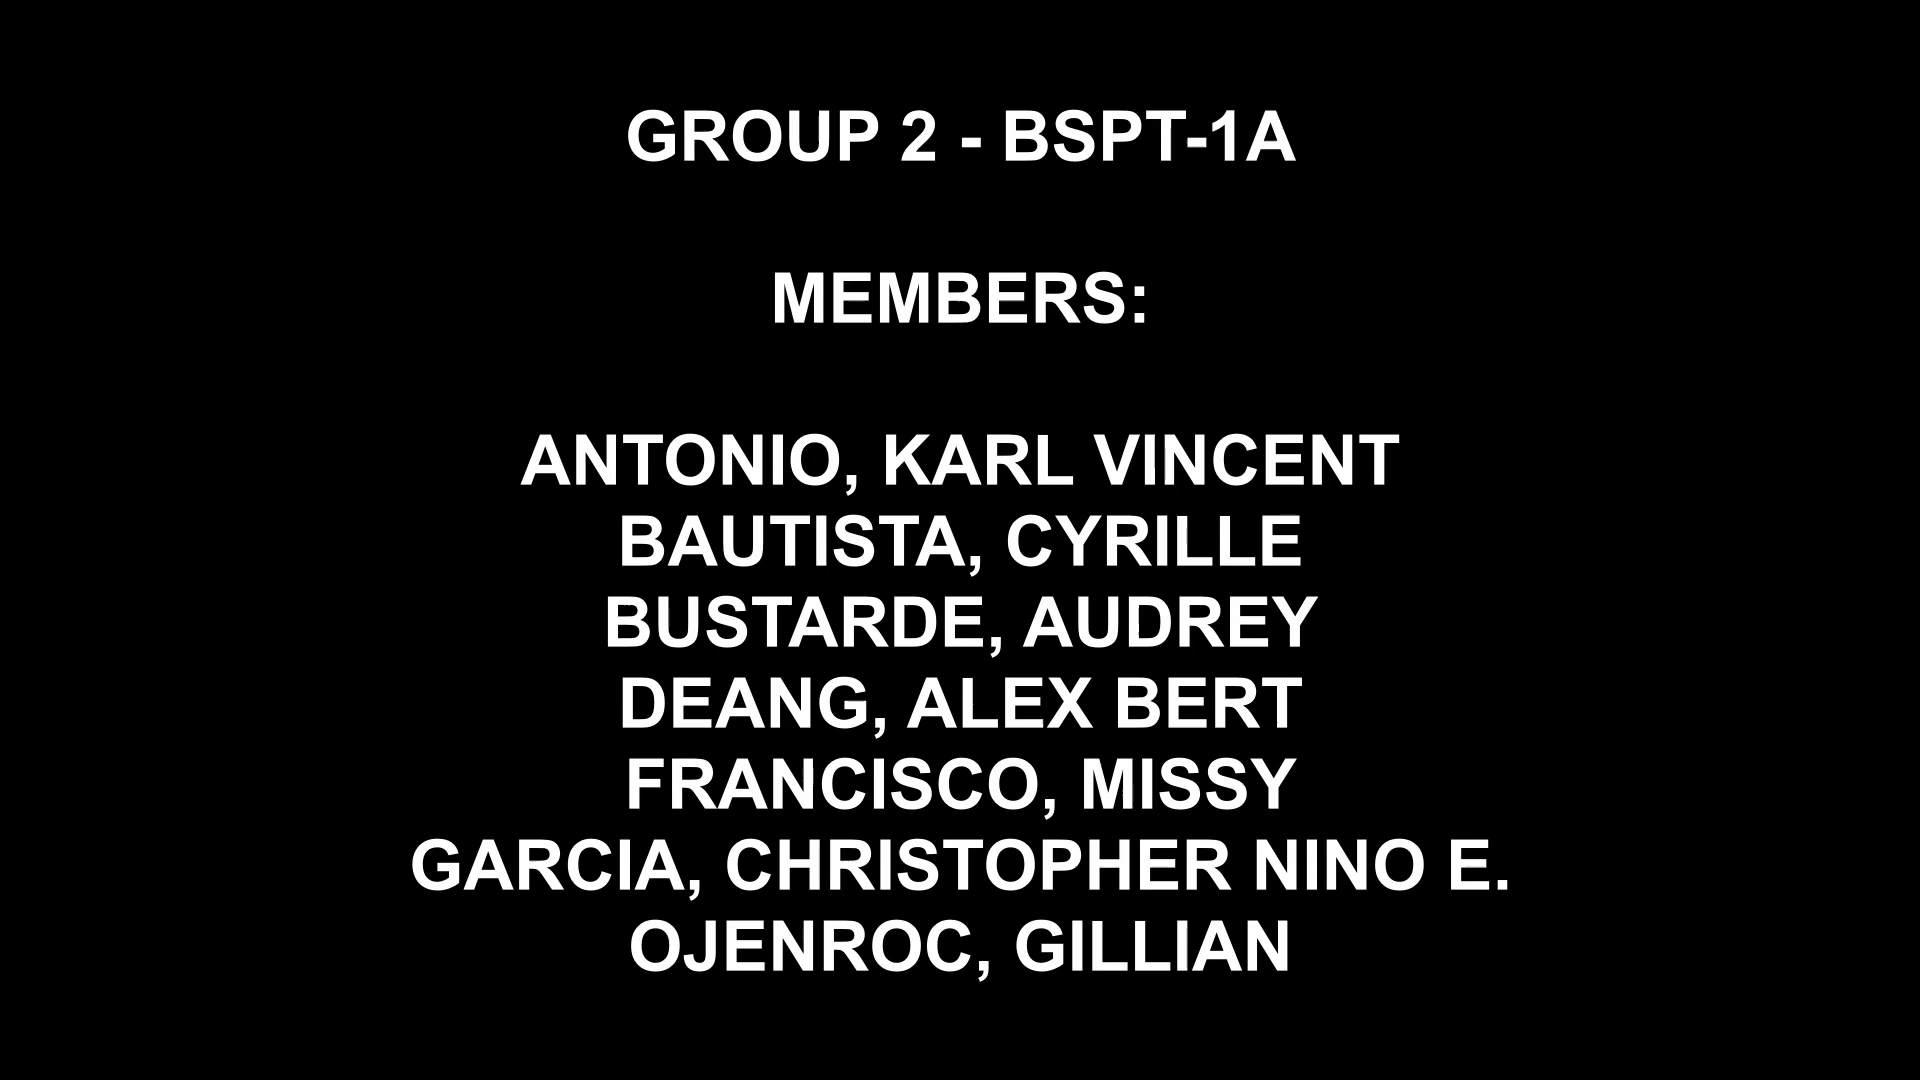 GROUP 2 - BSPT-1A
MEMBERS:
ANTONIO, KARL VINCENT
BAUTISTA, CYRILLE
BUSTARDE, AUDREY
DEANG, ALEX BERT
FRANCISCO, MISSY
GARCIA, CHRISTOPHER NINO E.
OJENROC, GILLIAN